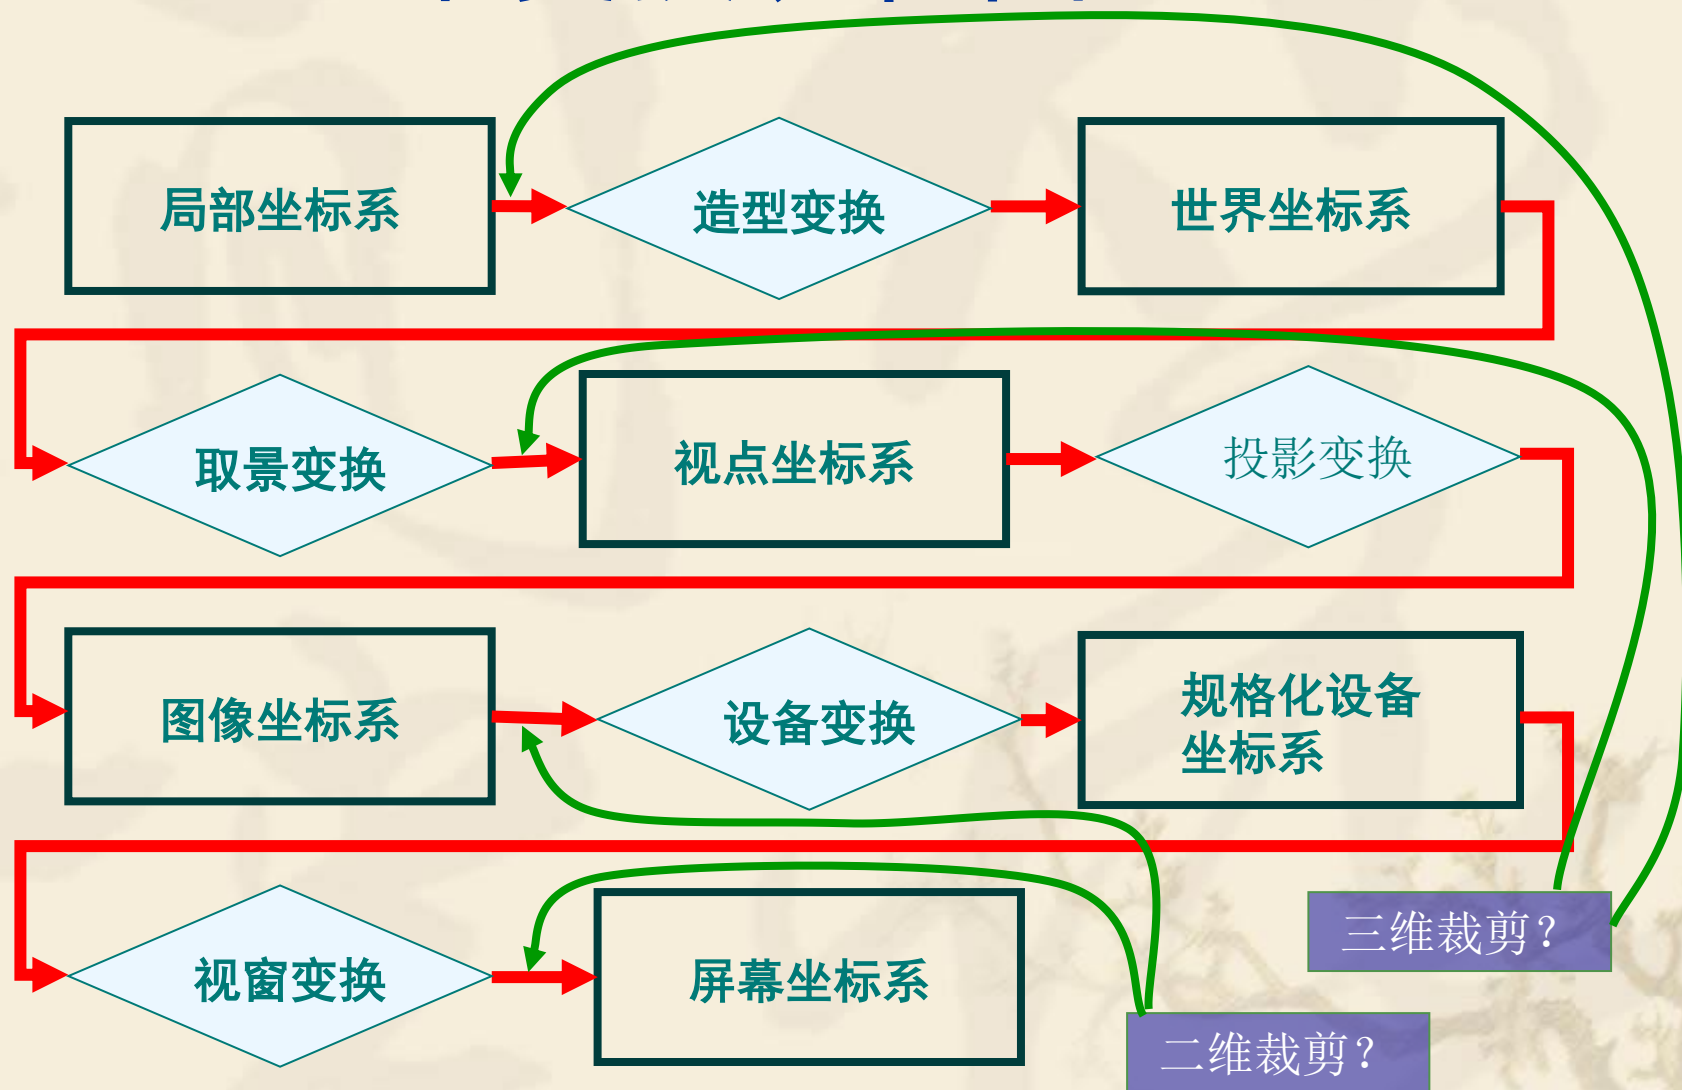 局部坐标系
造型变换
世界坐标系
取景变换
视点坐标系
投影变换
图像坐标系
设备变换
规格化设备
坐标系
视窗变换
屏幕坐标系
三维裁剪?
二维裁剪?